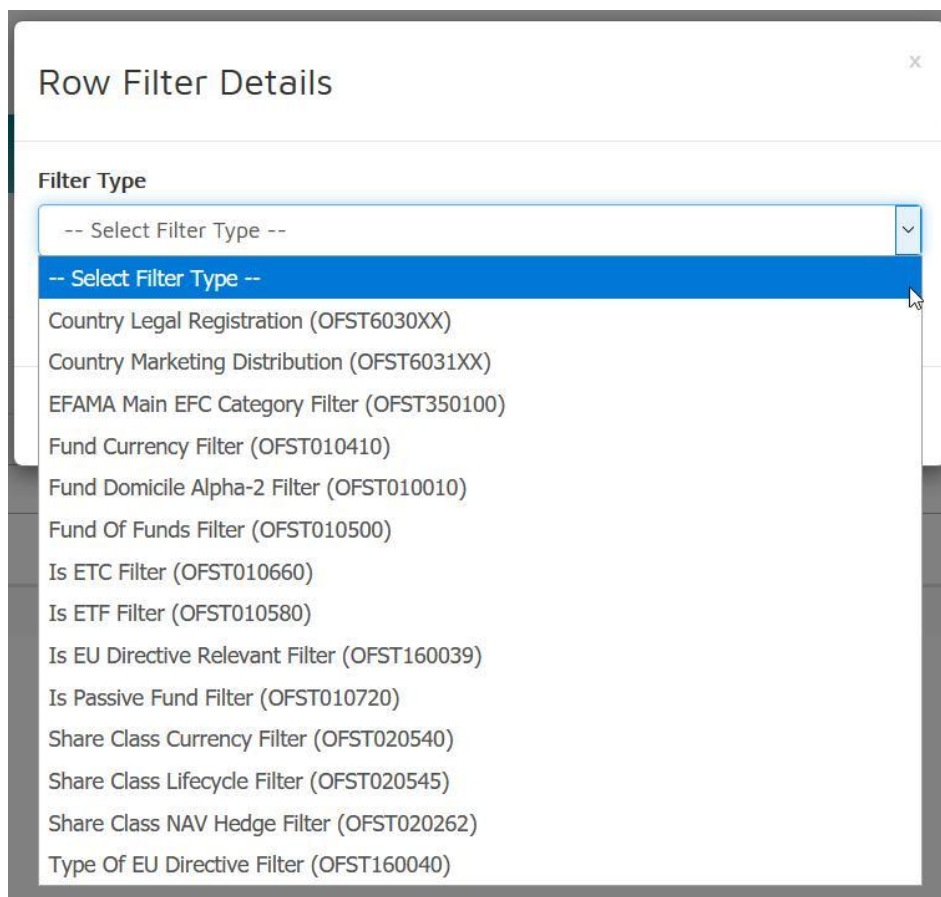 Row Filter Details
x
Filter Type
-- Select Filter Type --
-- Select Filter Type --
Country Legal Registration (OFST6030XX)
Country Marketing Distribution (OFST6031XX)
EFAMA Main EFC Category Filter (OFST350100)
Fund Currency Filter (OFST010410)
Fund Domicile Alpha-2 Filter (OFST010010)
Fund Of Funds Filter (OFST010500)
Is ETC Filter (OFST010660)
Is ETF Filter (OFST010580)
Is EU Directive Relevant Filter (OFST160039)
Is Passive Fund Filter (OFST010720)
Share Class Currency Filter (OFST020540)
Share Class Lifecycle Filter (OFST020545)
Share Class NAV Hedge Filter (OFST020262)
Type Of EU Directive Filter (OFST160040)